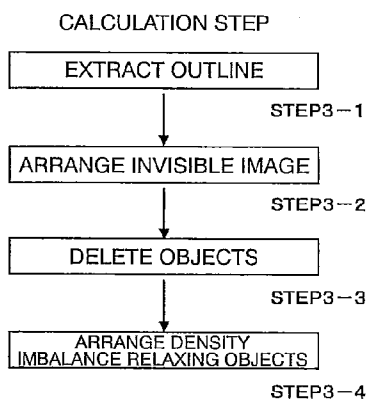 CALCULATION STEP
EXTRACT OUTLINE
STEP3-1
ARRANGE INVISIBLE IMAGE
STEP3-2
DELETE OBJECTS
STEP3-3
ARRANGE DENSITY
IMBALANCE RELAXING OBJECTS
STEP3-4